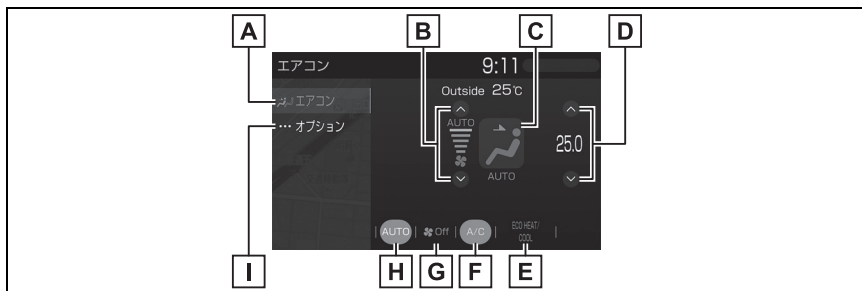 A
B
C
D
エアコン
9:11
Outside 25℃
エアコン
AUTO
··· オプション
25.0
AUTO
AUTO
Off
A/C
ECO HEAT/
COOL
I
H
G
F
E